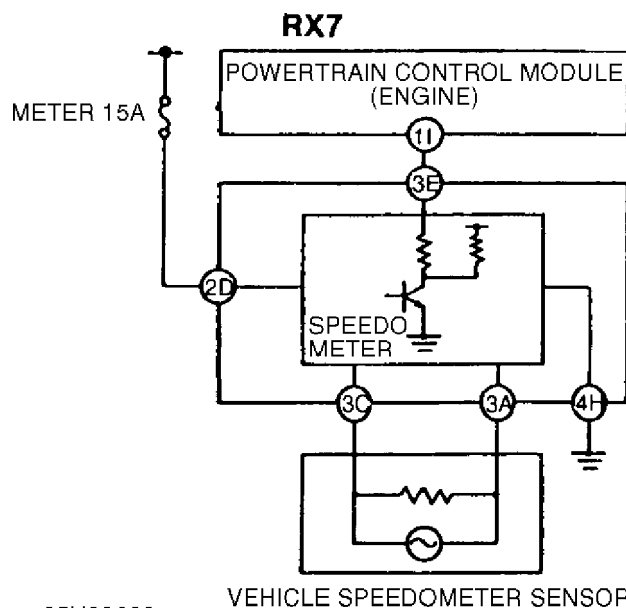 RX7
POWERTRAIN CONTROL MODULE
(ENGINE)
METER 15A
1I
3E
2D
SPEEDO
METER
3C
3A
4H
VEHICLE SPEEDOMETER SENSOR